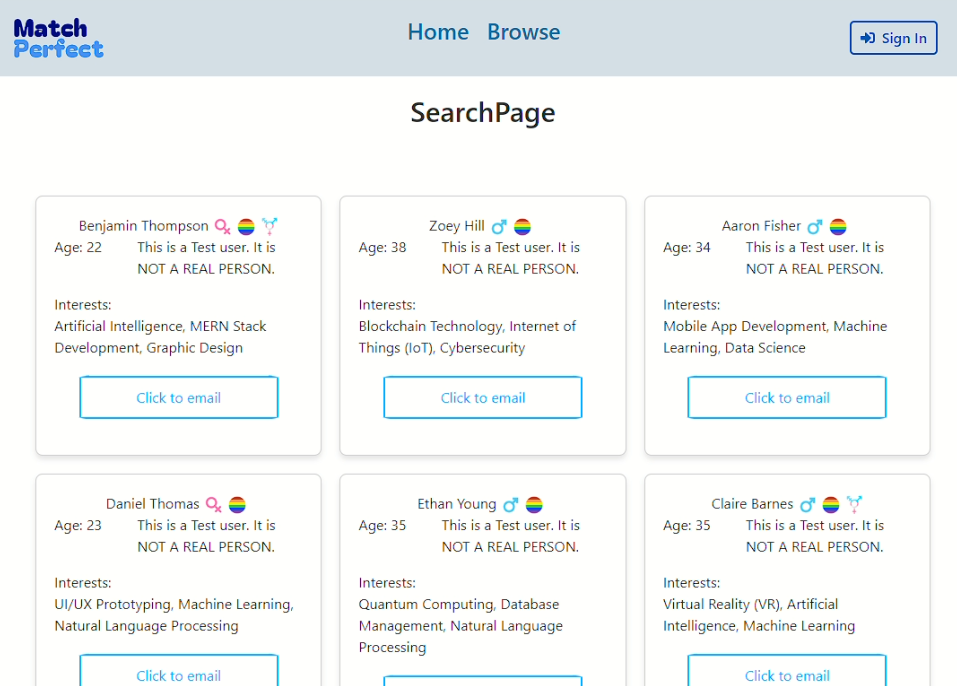 Match
Perfect
Home Browse
Sign In
SearchPage
Benjamin Thompson
Age: 22
This is a Test user. It is
NOT A REAL PERSON.
Interests:
Artificial Intelligence, MERN Stack
Development, Graphic Design
Click to email
Zoey Hill
Age: 38
This is a Test user. It is
NOT A REAL PERSON.
Interests:
Blockchain Technology, Internet of
Things (IoT), Cybersecurity
Click to email
Aaron Fisher
Age: 34
This is a Test user. It is
NOT A REAL PERSON.
Interests:
Mobile App Development, Machine
Learning, Data Science
Click to email
Daniel Thomas
Age: 23
This is a Test user. It is
NOT A REAL PERSON.
Interests:
UI/UX Prototyping, Machine Learning,
Natural Language Processing
Click to email
Ethan Young
Age: 35
This is a Test user. It is
NOT A REAL PERSON.
Interests:
Quantum Computing, Database
Management, Natural Language
Processing
Claire Barnes
Age: 35
This is a Test user. It is
NOT A REAL PERSON.
Interests:
Virtual Reality (VR), Artificial
Intelligence, Machine Learning
Click to email